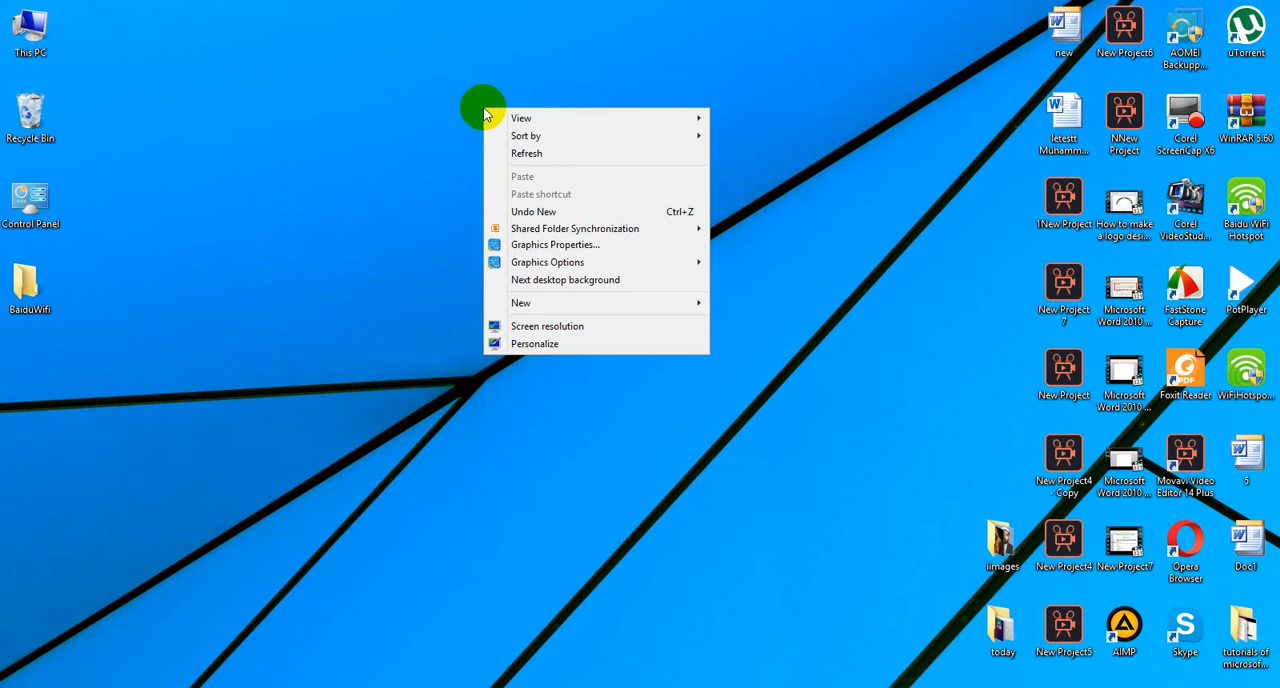 This PC
Recycle Bin
Control Panel
BaiduWifi
View
Sort by
Refresh
Paste
Paste shortcut
Undo New Ctrl+Z
Shared Folder Synchronization
Graphics Properties...
Graphics Options
Next desktop background
New
Screen resolution
Personalize
new
New Project6
AOMEI
Backupp...
uTorrent
letestt
Muhamm...
NNew
Project
Corel
ScreenCap X6
WinRAR 5.60
1New Project
How to make
a logo desi...
Corel
VideoStud...
Baidu WiFi
Hotspot
New Project
7
Microsoft
Word 2010 ...
FastStone
Capture
PotPlayer
New Project
Microsoft
Word 2010 ...
PDF
Foxit Reader
WiFiHotspo...
New Project4
- Copy
Microsoft
Word 2010 ...
Movavi Video
Editor 14 Plus
5
iimages
New Project4
New Project7
Opera
Browser
Doc1
today
New Project5
AIMP
Skype
tutorials of
microsof...